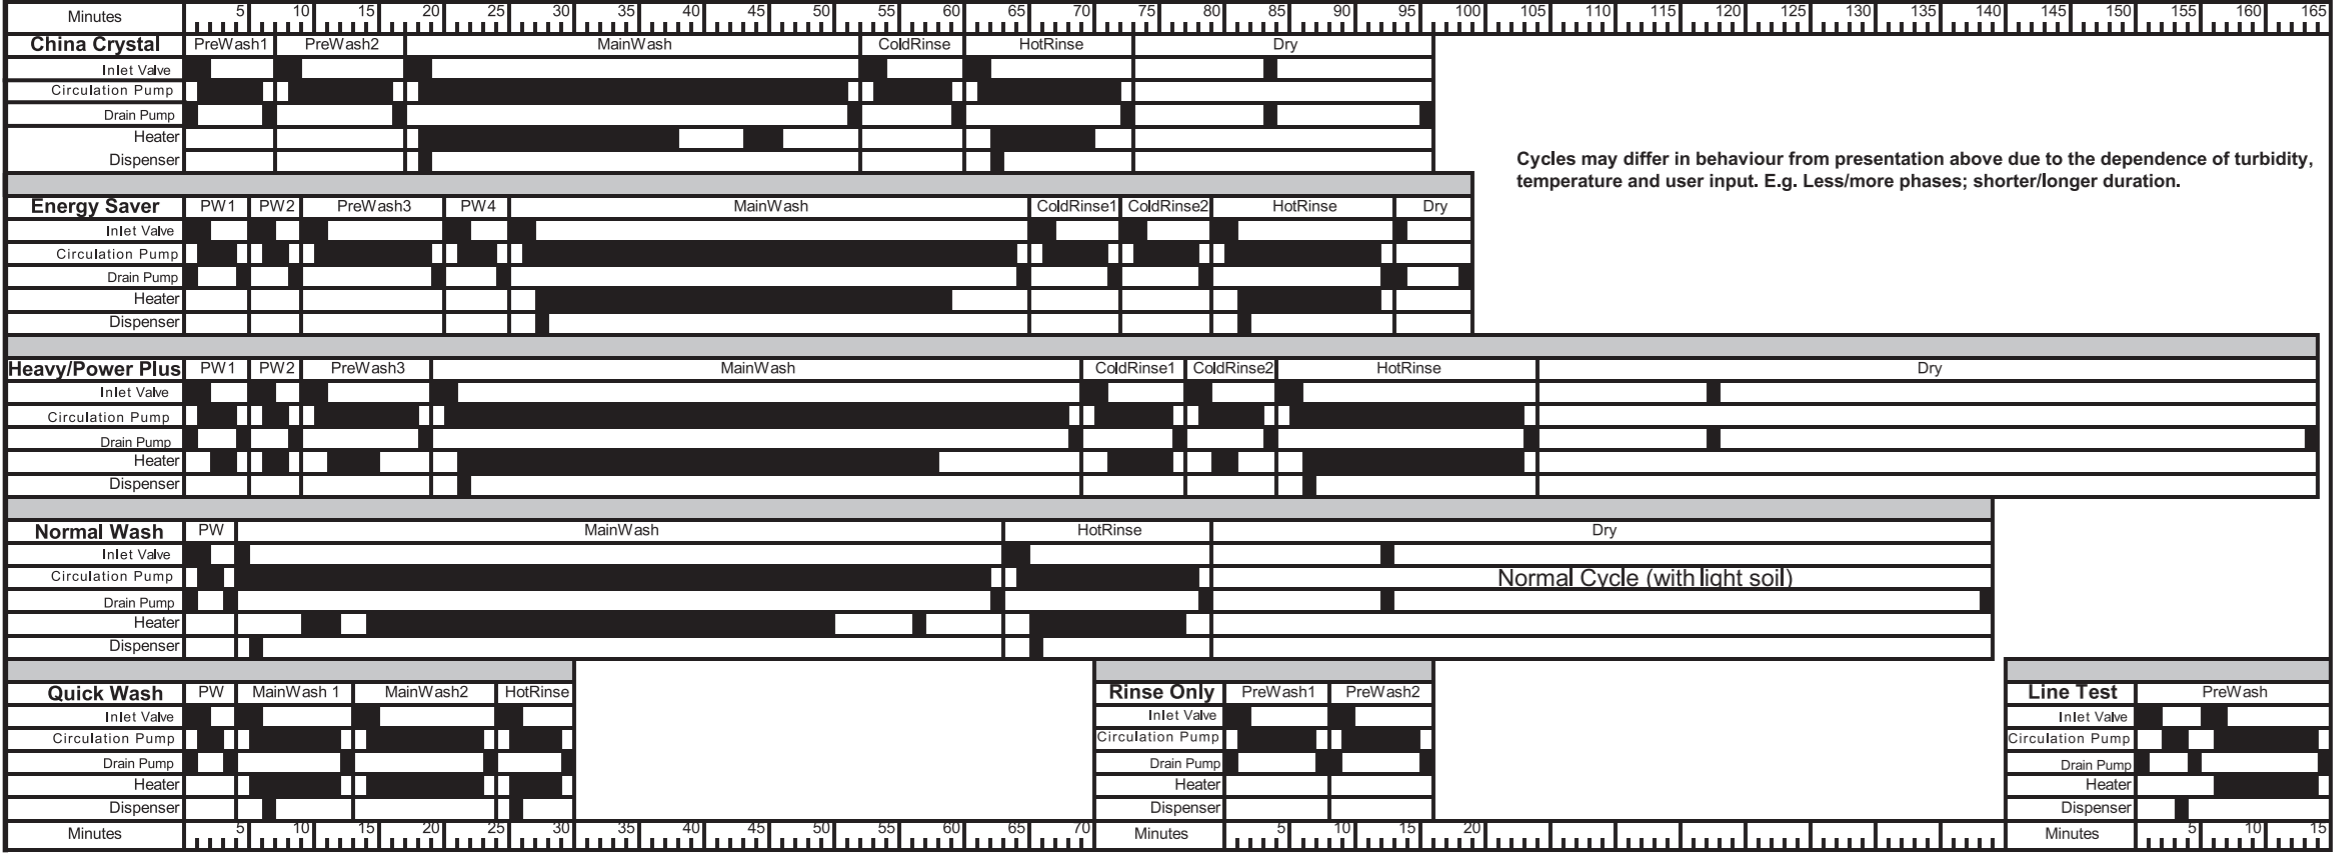 Minutes 5 10 15 20 25 30 35 40 45 50 55 60 65 70 75 80 85 90 95 100 105 110 115 120 125 130 135 140 145 150 155 160 165
China Crystal PreWash1 PreWash2 MainWash ColdRinse HotRinse Dry
Inlet Valve
Circulation Pump
Drain Pump
Heater
Dispenser
Cycles may differ in behaviour from presentation above due to the dependence of turbidity,
temperature and user input. E.g. Less/more phases; shorter/longer duration.
Energy Saver PW1 PW2 PreWash3 PW4 MainWash ColdRinse1 ColdRinse2 HotRinse Dry
Inlet Valve
Circulation Pump
Drain Pump
Heater
Dispenser
Heavy/Power Plus PW1 PW2 PreWash3 MainWash ColdRinse1 ColdRinse2 HotRinse Dry
Inlet Valve
Circulation Pump
Drain Pump
Heater
Dispenser
Normal Wash PW MainWash HotRinse Dry
Inlet Valve
Circulation Pump Normal Cycle (with light soil)
Drain Pump
Heater
Dispenser
Quick Wash PW MainWash 1 MainWash2 HotRinse Rinse Only PreWash1 PreWash2 Line Test PreWash
Inlet Valve Inlet Valve Inlet Valve
Circulation Pump Circulation Pump Circulation Pump
Drain Pump Drain Pump Drain Pump
Heater Heater Heater
Dispenser Dispenser Dispenser
Minutes 5 10 15 20 25 30 35 40 45 50 55 60 65 70 Minutes 5 10 15 20 Minutes 5 10 15